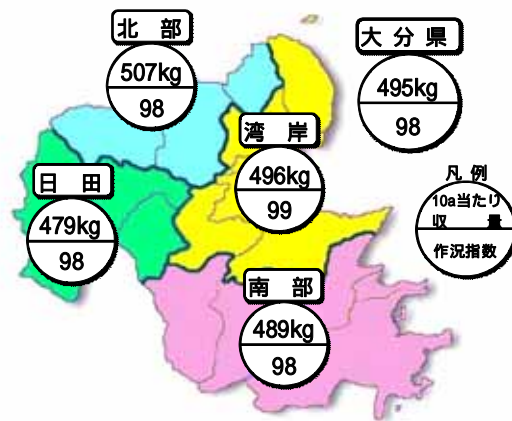 北部
507kg
98
大分県
495kg
98
湾岸
496kg
99
日田
479kg
98
凡例
10a当たり
収量
作況指数
南部
489kg
98